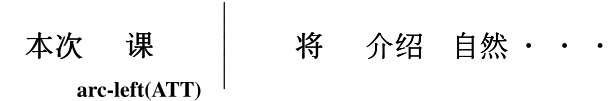 本次 课 将 介绍 自然 · · ·
arc-left(ATT)